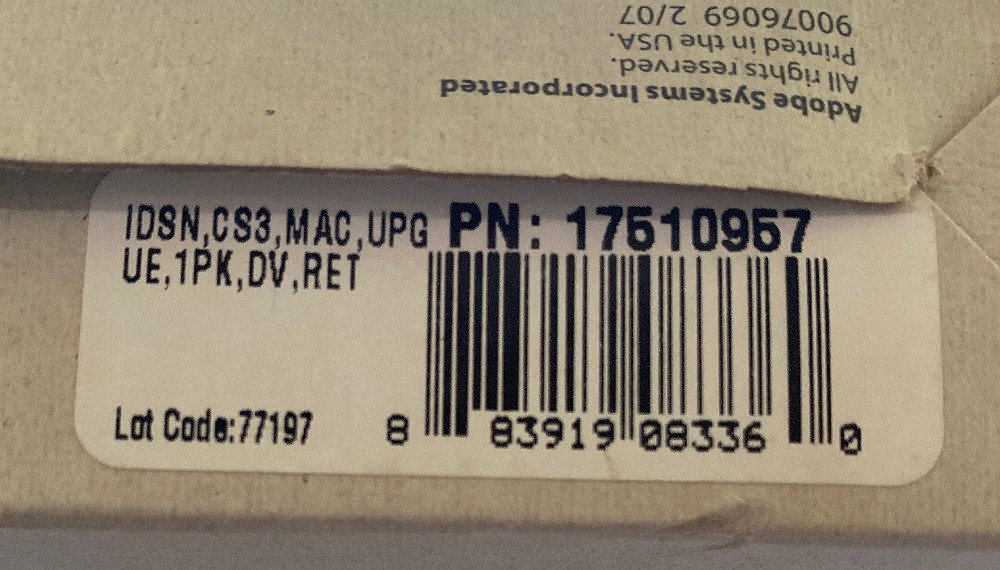 Adobe Systems Incorporated
All rights reserved.
Printed in the USA.
90076069 2/07
IDSN,CS3,MAC,UPG PN: 17510957
UE,1PK,DV,RET
Lot Code:77197
8 83919 08336 0